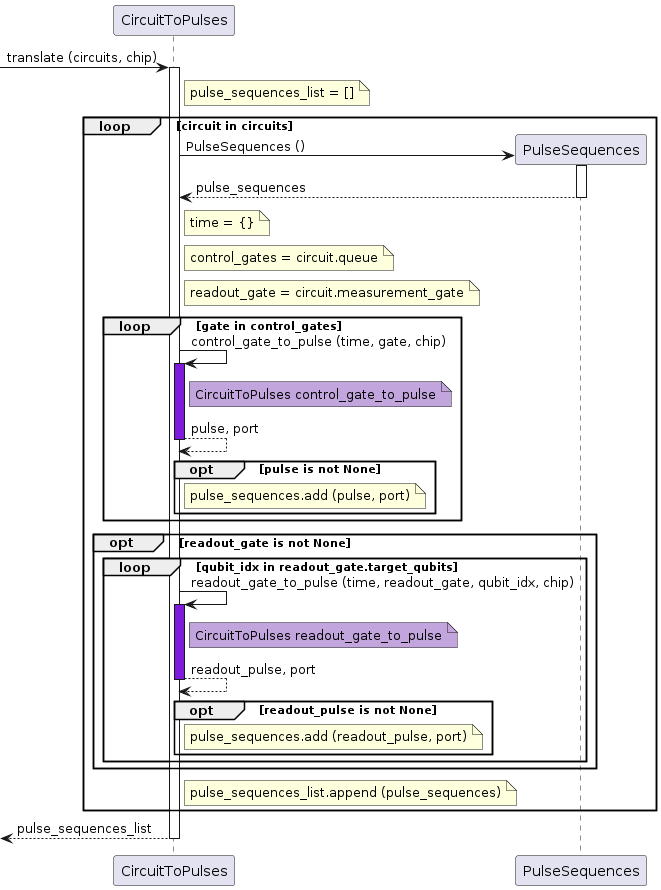 CircuitToPulses
translate (circuits, chip)
pulse_sequences_list = []
loop [circuit in circuits]
PulseSequences ()
PulseSequences
pulse_sequences
time = {}
control_gates = circuit.queue
readout_gate = circuit.measurement_gate
loop [gate in control_gates]
control_gate_to_pulse (time, gate, chip)
CircuitToPulses control_gate_to_pulse
pulse, port
opt [pulse is not None]
pulse_sequences.add (pulse, port)
opt [readout_gate is not None]
loop [qubit_idx in readout_gate.target_qubits]
readout_gate_to_pulse (time, readout_gate, qubit_idx, chip)
CircuitToPulses readout_gate_to_pulse
readout_pulse, port
opt [readout_pulse is not None]
pulse_sequences.add (readout_pulse, port)
pulse_sequences_list.append (pulse_sequences)
pulse_sequences_list
CircuitToPulses PulseSequences